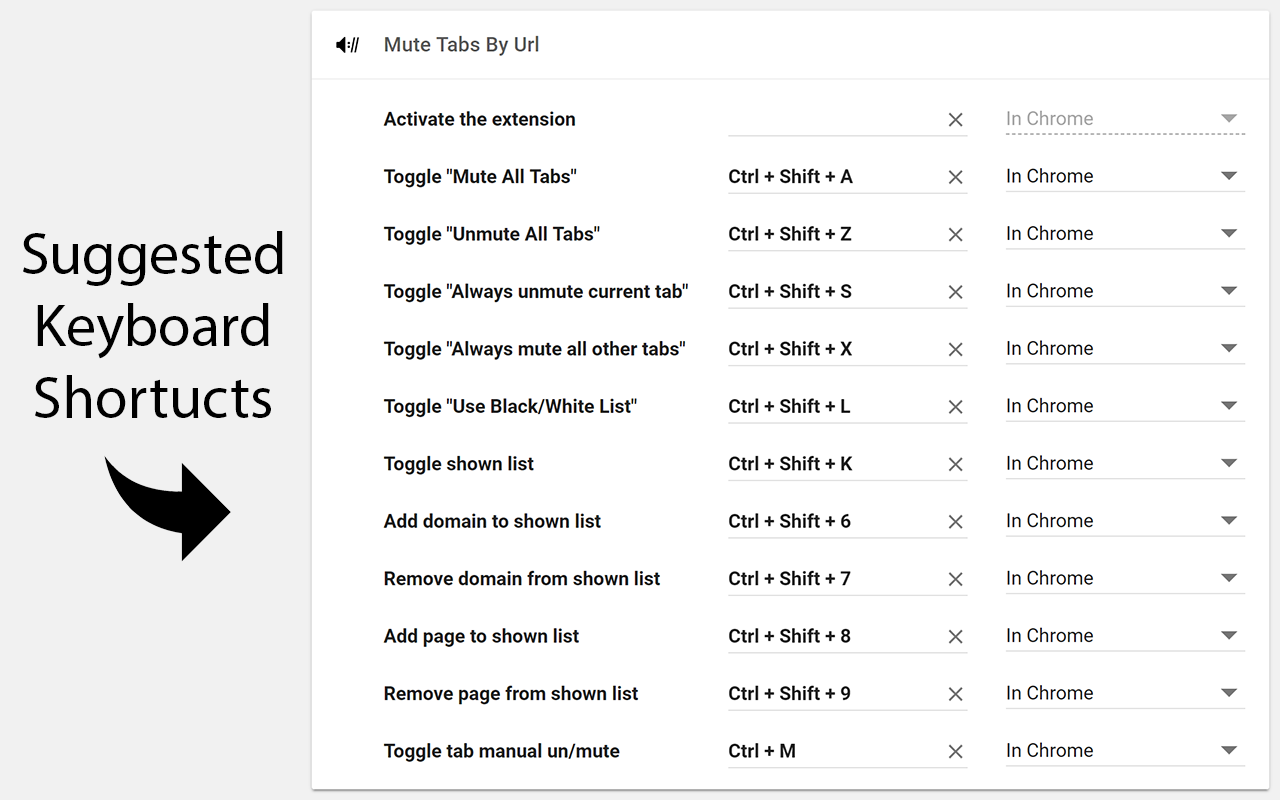 Suggested
Keyboard
Shortucts
Mute Tabs By Url
Activate the extension In Chrome
Toggle "Mute All Tabs" Ctrl + Shift + A In Chrome
Toggle "Unmute All Tabs" Ctrl + Shift + Z In Chrome
Toggle "Always unmute current tab" Ctrl + Shift + S In Chrome
Toggle "Always mute all other tabs" Ctrl + Shift + X In Chrome
Toggle "Use Black/White List" Ctrl + Shift + L In Chrome
Toggle shown list Ctrl + Shift + K In Chrome
Add domain to shown list Ctrl + Shift + 6 In Chrome
Remove domain from shown list Ctrl + Shift + 7 In Chrome
Add page to shown list Ctrl + Shift + 8 In Chrome
Remove page from shown list Ctrl + Shift + 9 In Chrome
Toggle tab manual un/mute Ctrl + M In Chrome